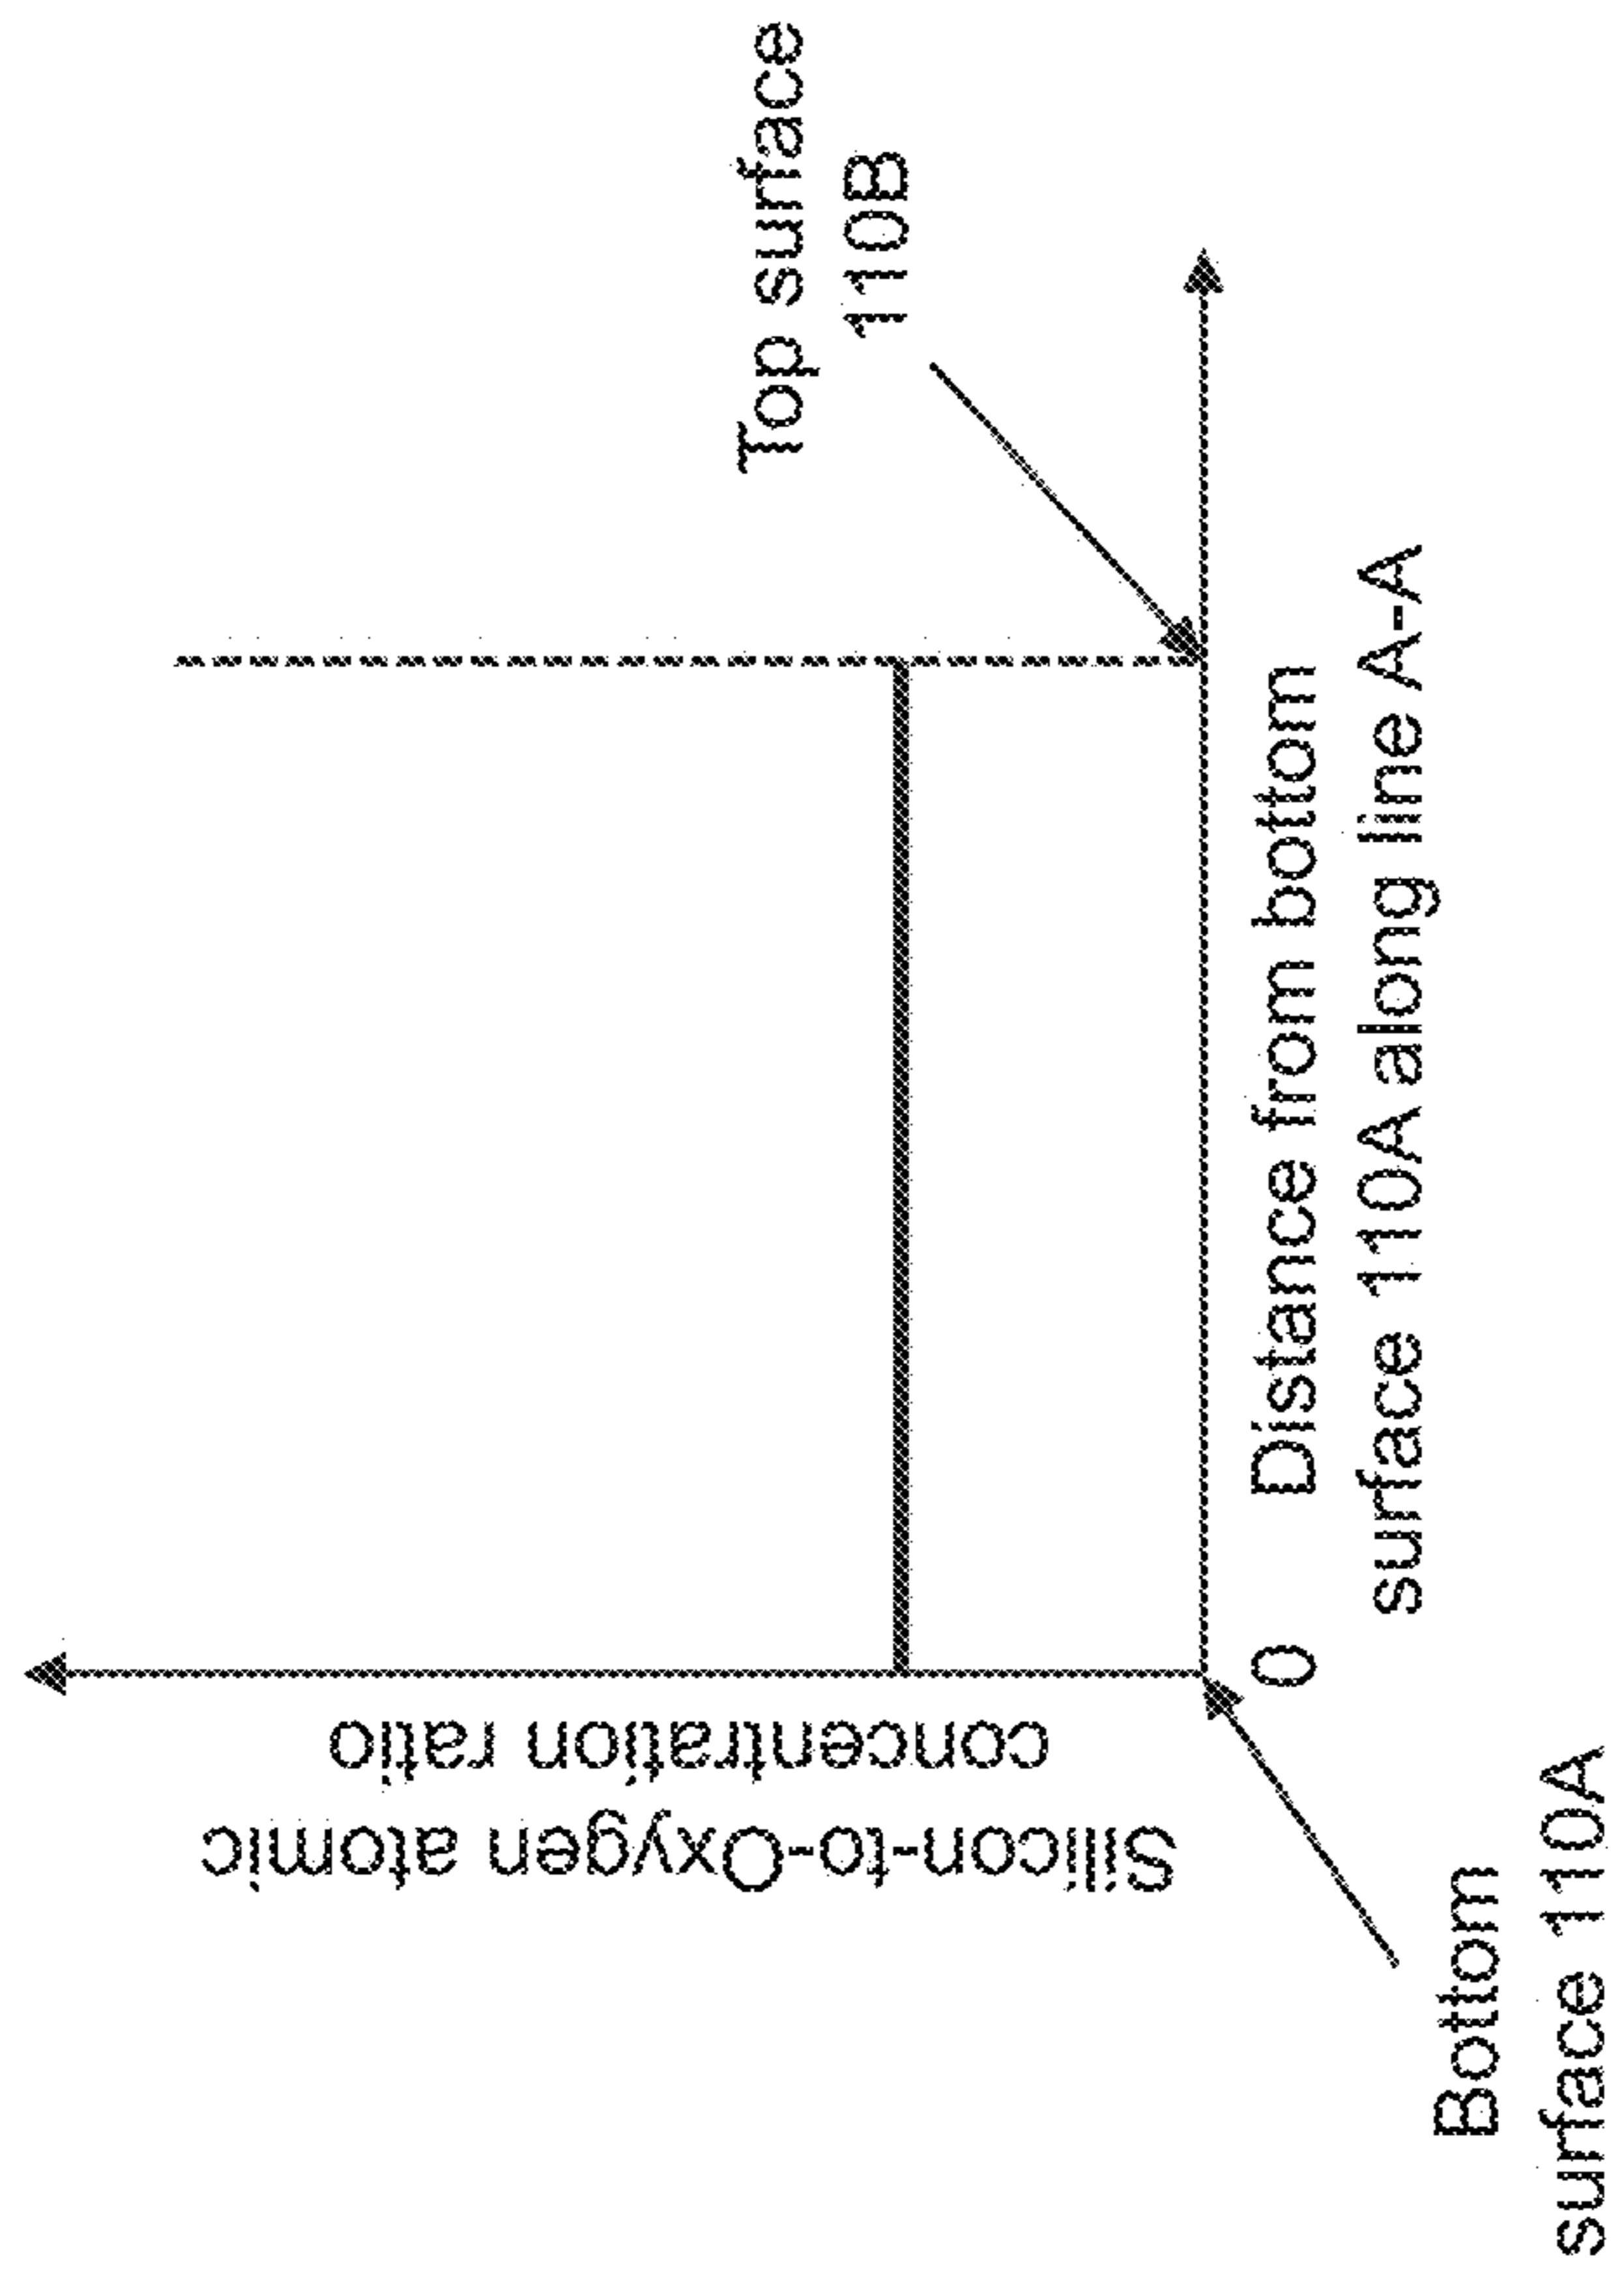 Silicon-to-Oxygen atomic
concentration ratio
Top surface
110B
0
Distance from bottom
surface 110A along line A-A
Bottom
surface 110A